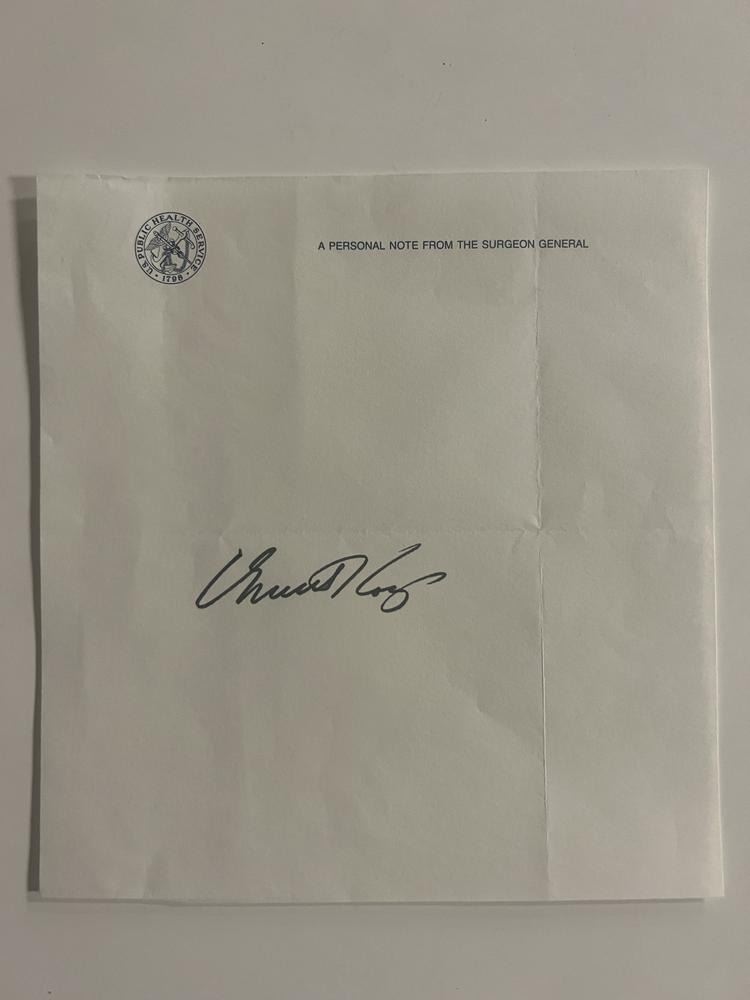 U.S. PUBLIC HEALTH SERVICE
• 1798 •
A PERSONAL NOTE FROM THE SURGEON GENERAL